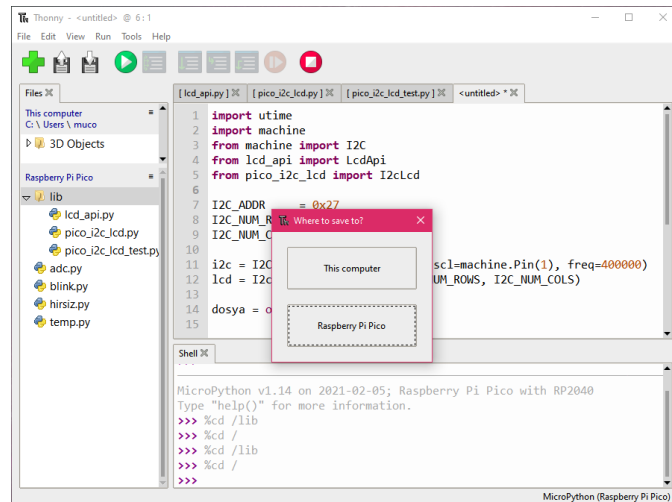 Thonny - <untitled> @ 6 : 1
File Edit View Run Tools Help
Files
This computer
C: \ Users \ muco
3D Objects
Raspberry Pi Pico
lib
lcd_api.py
pico_i2c_lcd.py
pico_i2c_lcd_test.py
adc.py
blink.py
hirsiz.py
temp.py
[ lcd_api.py ] [ pico_i2c_lcd.py ] [ pico_i2c_lcd_test.py ] <untitled> *
1 import utime
2 import machine
3 from machine import I2C
4 from lcd_api import LcdApi
5 from pico_i2c_lcd import I2cLcd
6
7 I2C_ADDR = 0x27
8 I2C_NUM_R
9 I2C_NUM_C
10
11 i2c = I2C scl=machine.Pin(1), freq=400000)
12 lcd = I2c UM_ROWS, I2C_NUM_COLS)
13
14 dosya = o
15
Where to save to?
This computer
Raspberry Pi Pico
Shell
MicroPython v1.14 on 2021-02-05; Raspberry Pi Pico with RP2040
Type "help()" for more information.
>>> %cd /lib
>>> %cd /
>>> %cd /lib
>>> %cd /
>>>
MicroPython (Raspberry Pi Pico)